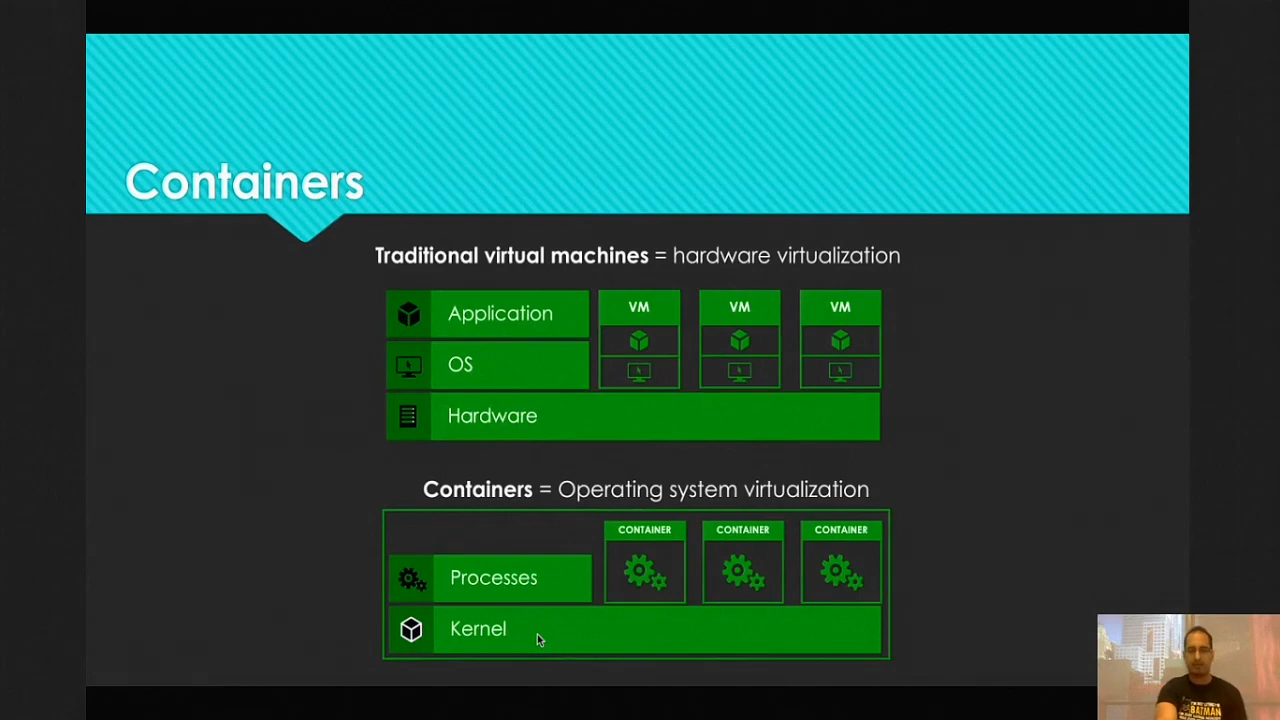 Containers
Traditional virtual machines = hardware virtualization
Application
VM
VM
VM
OS
Hardware
Containers = Operating system virtualization
CONTAINER
CONTAINER
CONTAINER
Processes
Kernel
BATMAN